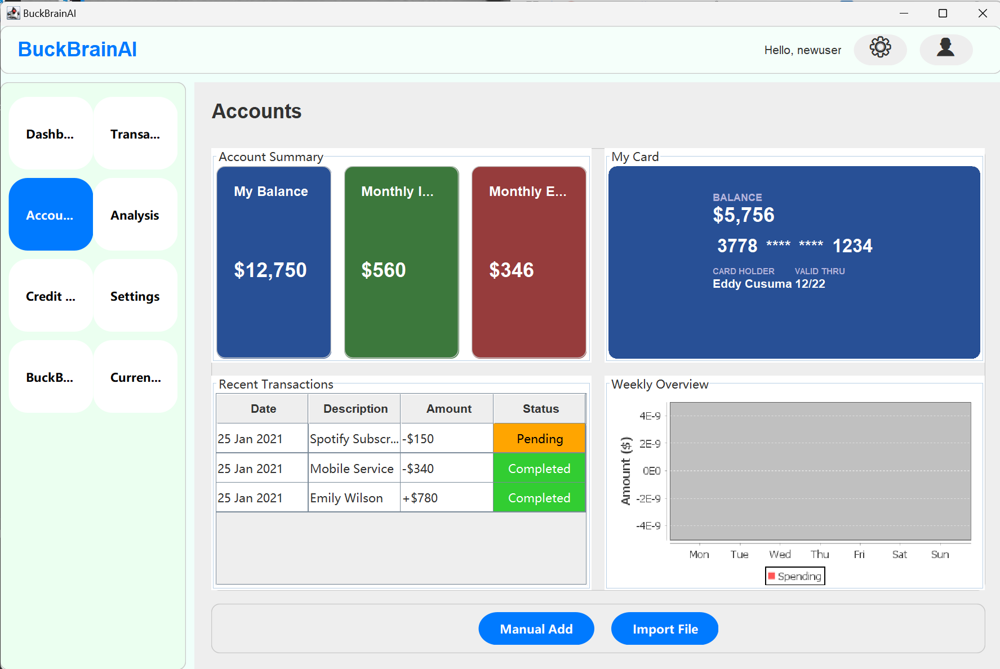 BuckBrainAI
BuckBrainAI
Hello, newuser
Dashb...
Transa...
Accou...
Analysis
Credit ...
Settings
BuckB...
Curren...
Accounts
Account Summary
My Balance
$12,750
Monthly I...
$560
Monthly E...
$346
My Card
BALANCE
$5,756
3778 **** **** 1234
CARD HOLDER VALID THRU
Eddy Cusuma 12/22
Recent Transactions
Date Description Amount Status
25 Jan 2021 Spotify Subscr... -$150 Pending
25 Jan 2021 Mobile Service -$340 Completed
25 Jan 2021 Emily Wilson +$780 Completed
Weekly Overview
Amount ($)
4E-9
2E-9
0E0
-2E-9
-4E-9
Mon Tue Wed Thu Fri Sat Sun
Spending
Manual Add
Import File